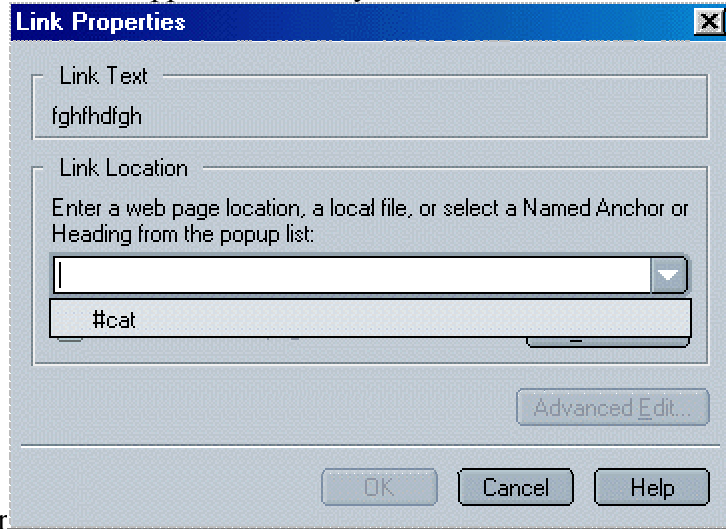 Link Properties
Link Text
fghfhdfgh
Link Location
Enter a web page location, a local file, or select a Named Anchor or
Heading from the popup list:
#cat
Advanced Edit...
OK Cancel Help